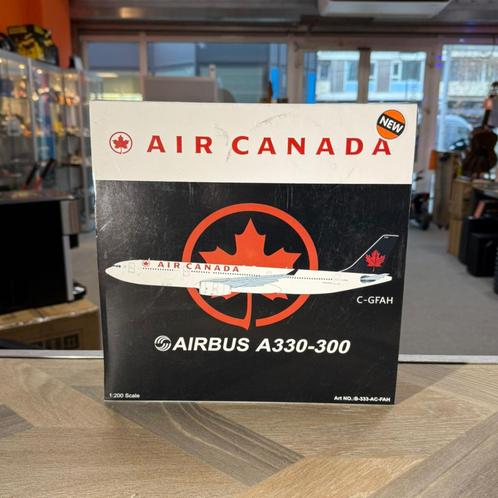 NEW
AIR CANADA
AIR CANADA
C-GFAH
AIRBUS A330-300
1:200 Scale
Art NO.:B-333-AC-FAH